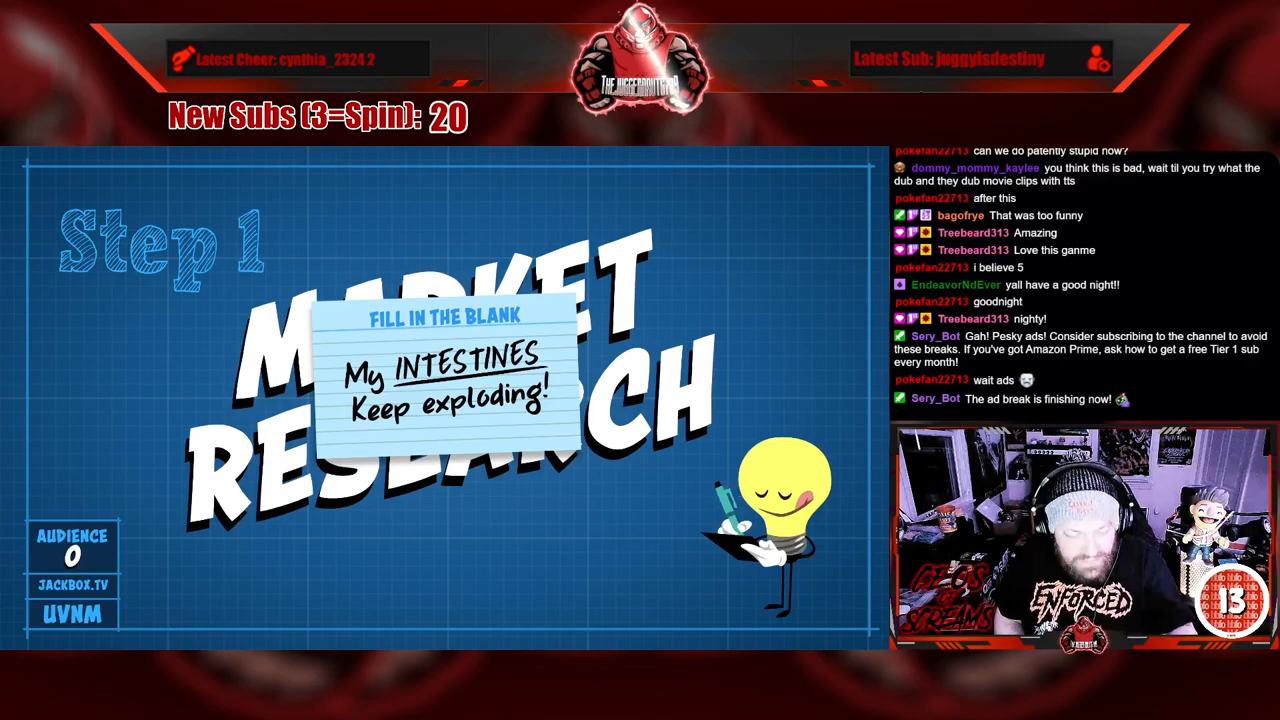 Latest Cheer: cynthia_2324 2
Latest Sub: juggyisdestiny
New Subs (3=Spin): 20
Step 1
MARKET
RESEARCH
FILL IN THE BLANK
My INTESTINES
Keep exploding!
AUDIENCE
0
JACKBOX.TV
UVNM
pokefan22713 can we do patently stupid now?
dommy_mommy_kaylee you think this is bad, wait til you try what the
dub and they dub movie clips with tts
pokefan22713 after this
bagofrye That was too funny
Treebeard313 Amazing
Treebeard313 Love this ganme
pokefan22713 i believe 5
EndeavorNdEver yall have a good night!!
pokefan22713 goodnight
Treebeard313 nighty!
Sery_Bot Gah! Pesky ads! Consider subscribing to the channel to avoid
these breaks. If you've got Amazon Prime, ask how to get a free Tier 1 sub
every month!
pokefan22713 wait ads
Sery_Bot The ad break is finishing now!
ENFORCED
SCREAMS
13